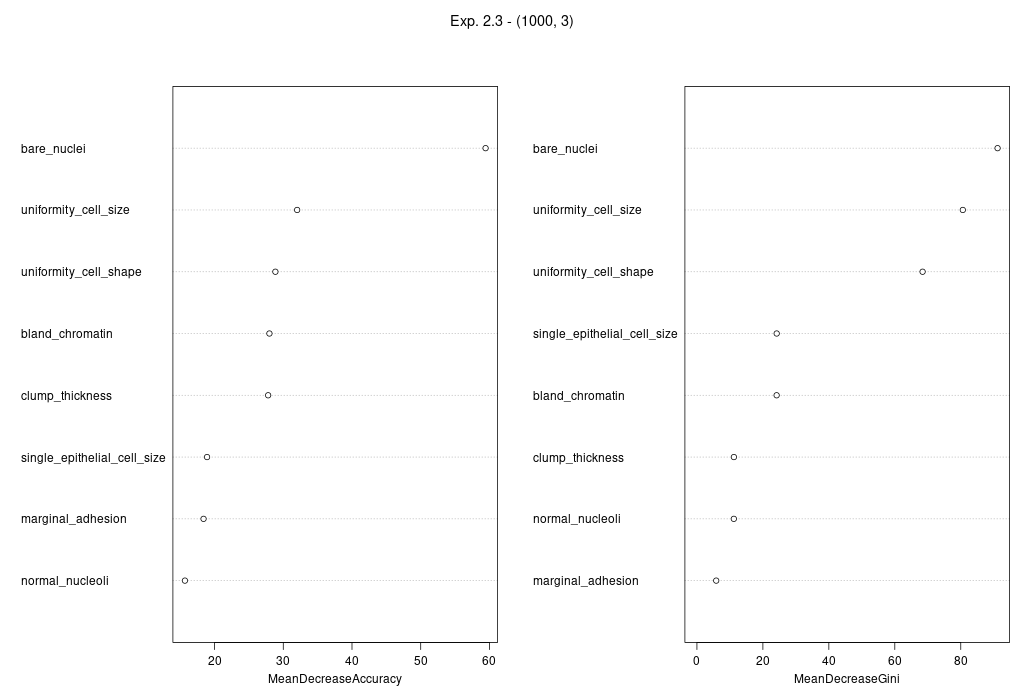 Exp. 2.3 - (1000, 3)
bare_nuclei
uniformity_cell_size
uniformity_cell_shape
bland_chromatin
clump_thickness
single_epithelial_cell_size
marginal_adhesion
normal_nucleoli
20 30 40 50 60
MeanDecreaseAccuracy
bare_nuclei
uniformity_cell_size
uniformity_cell_shape
single_epithelial_cell_size
bland_chromatin
clump_thickness
normal_nucleoli
marginal_adhesion
0 20 40 60 80
MeanDecreaseGini